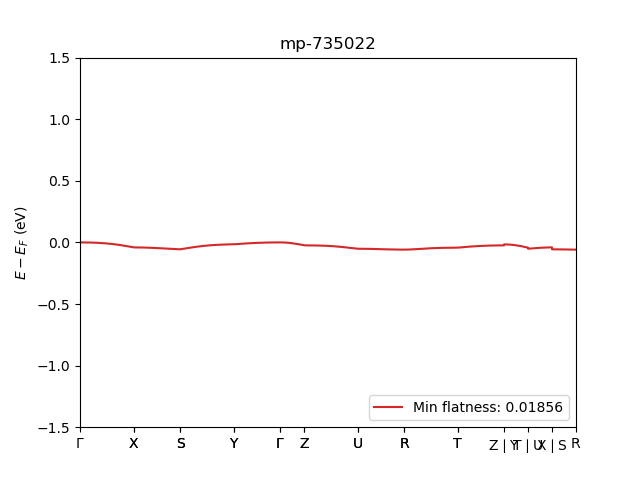 mp-735022
1.5
1.0
0.5
0.0
−0.5
−1.0
−1.5
E − E_F (eV)
Min flatness: 0.01856
Γ X S Y Γ Z U R T Z | Y T | U X | S R